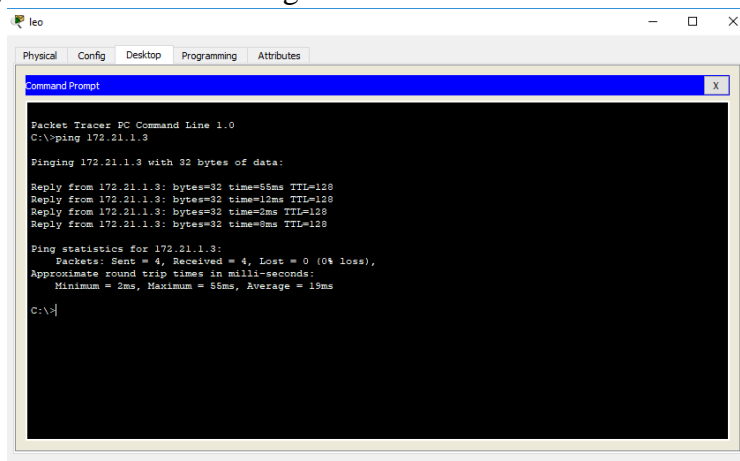 leo
Physical Config Desktop Programming Attributes
Command Prompt
X
Packet Tracer PC Command Line 1.0
C:\>ping 172.21.1.3
Pinging 172.21.1.3 with 32 bytes of data:
Reply from 172.21.1.3: bytes=32 time=55ms TTL=128
Reply from 172.21.1.3: bytes=32 time=12ms TTL=128
Reply from 172.21.1.3: bytes=32 time=2ms TTL=128
Reply from 172.21.1.3: bytes=32 time=8ms TTL=128
Ping statistics for 172.21.1.3:
Packets: Sent = 4, Received = 4, Lost = 0 (0% loss),
Approximate round trip times in milli-seconds:
Minimum = 2ms, Maximum = 55ms, Average = 19ms
C:\>